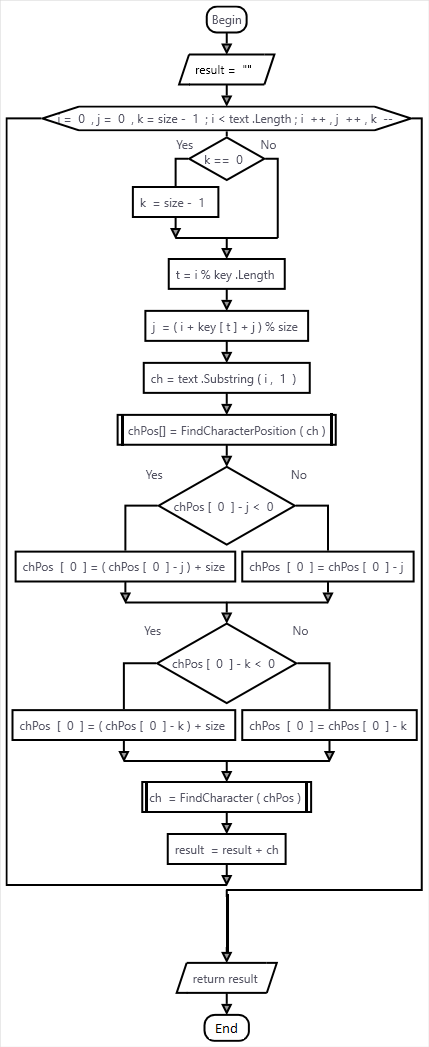 Begin
result = ""
i = 0 , j = 0 , k = size - 1 ; i < text .Length ; i ++ , j ++ , k --
Yes
No
k == 0
k = size - 1
t = i % key .Length
j = ( i + key [ t ] + j ) % size
ch = text .Substring ( i , 1 )
chPos[] = FindCharacterPosition ( ch )
Yes
No
chPos [ 0 ] - j < 0
chPos [ 0 ] = ( chPos [ 0 ] - j ) + size
chPos [ 0 ] = chPos [ 0 ] - j
Yes
No
chPos [ 0 ] - k < 0
chPos [ 0 ] = ( chPos [ 0 ] - k ) + size
chPos [ 0 ] = chPos [ 0 ] - k
ch = FindCharacter ( chPos )
result = result + ch
return result
End